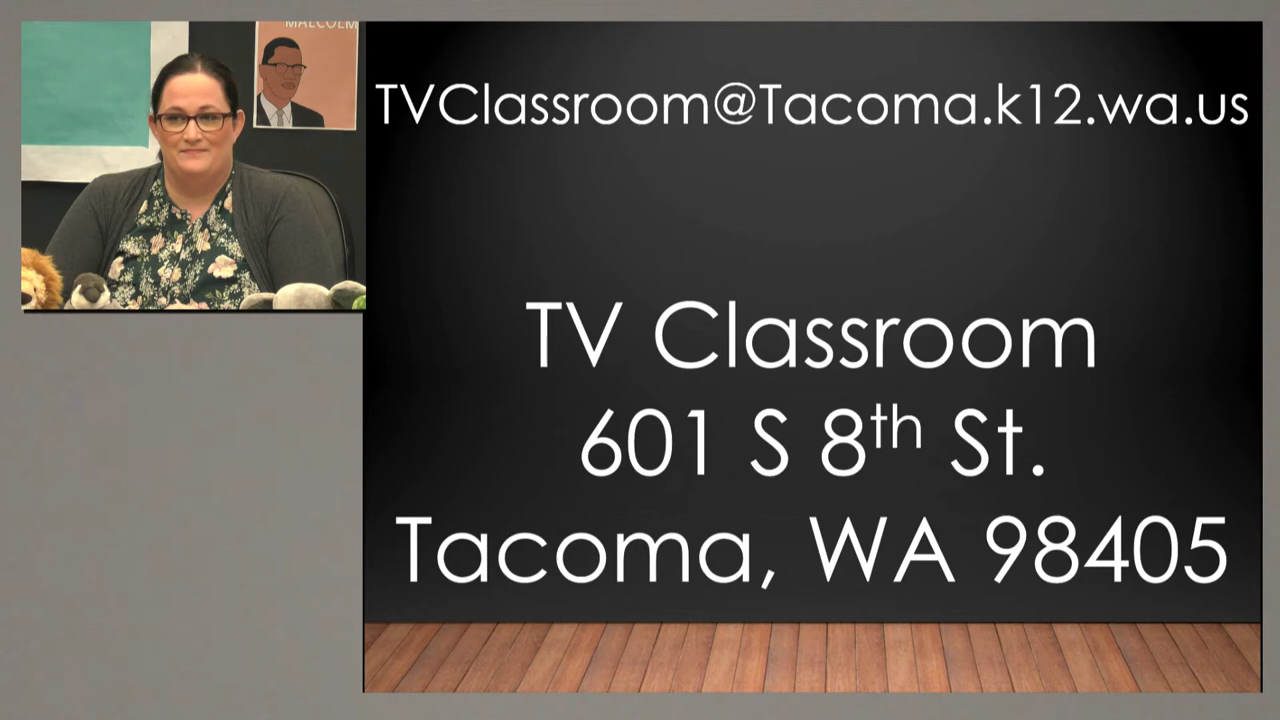 MALCOLM
TVClassroom@Tacoma.k12.wa.us
TV Classroom
601 S 8th St.
Tacoma, WA 98405